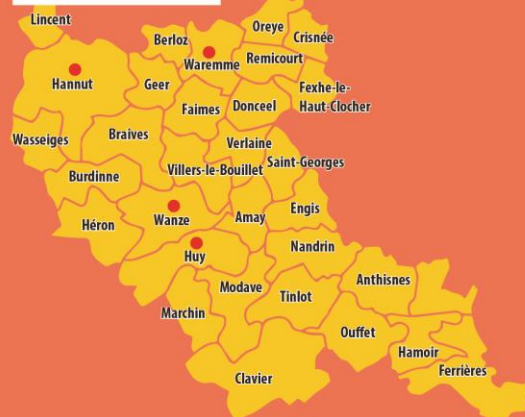 Lincent
Oreye
Berloz
Crisnée
Waremme
Remicourt
Hannut
Geer
Fexhe-le-
Haut-Clocher
Faimes
Donceel
Wasseiges
Braives
Verlaine
Saint-Georges
Villers-le-Bouillet
Burdinne
Héron
Wanze
Amay
Engis
Nandrin
Huy
Modave
Anthisnes
Tinlot
Marchin
Ouffet
Hamoir
Ferrières
Clavier